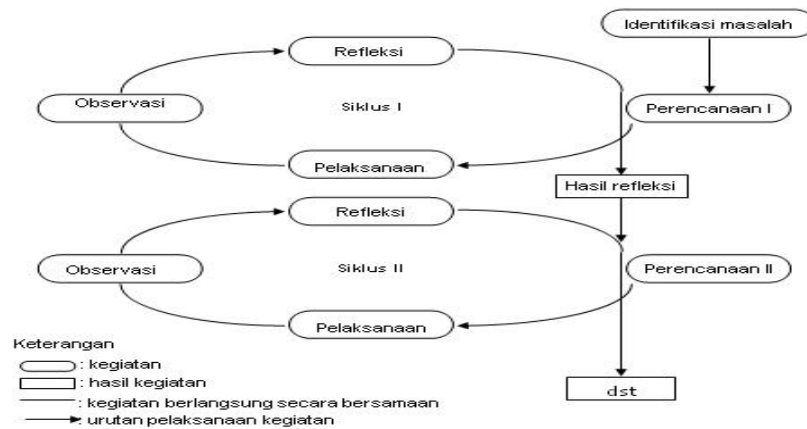 Identifikasi masalah
Refleksi
Observasi
Siklus I
Perencanaan I
Pelaksanaan
Hasil refleksi
Refleksi
Observasi
Siklus II
Perencanaan II
Pelaksanaan
Keterangan
: kegiatan
: hasil kegiatan
dst
: kegiatan berlangsung secara bersamaan
: urutan pelaksanaan kegiatan